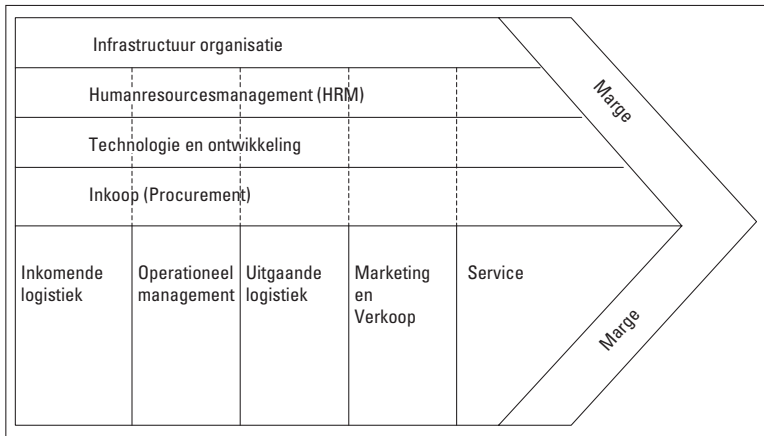 Infrastructuur organisatie
Humanresourcesmanagement (HRM)
Technologie en ontwikkeling
Inkoop (Procurement)
Marge
Inkomende
logistiek
Operationeel
management
Uitgaande
logistiek
Marketing
en
Verkoop
Service
Marge